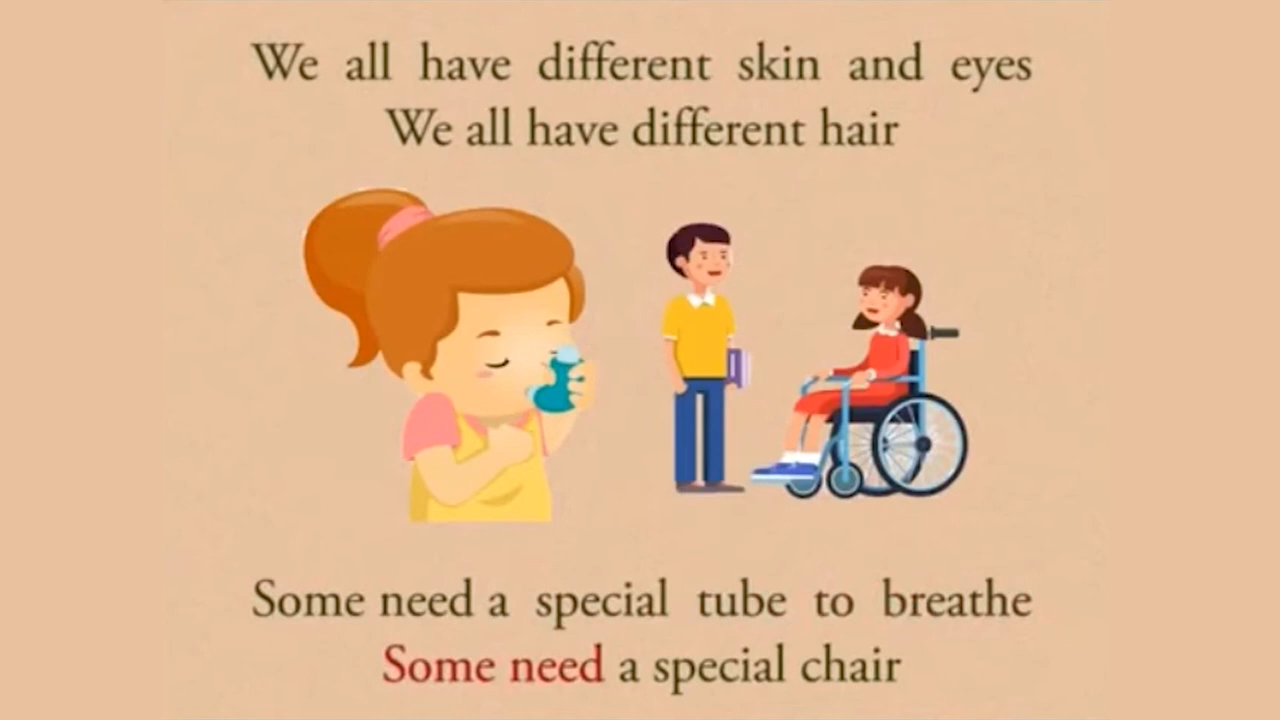 We all have different skin and eyes
We all have different hair
Some need a special tube to breathe
Some need a special chair